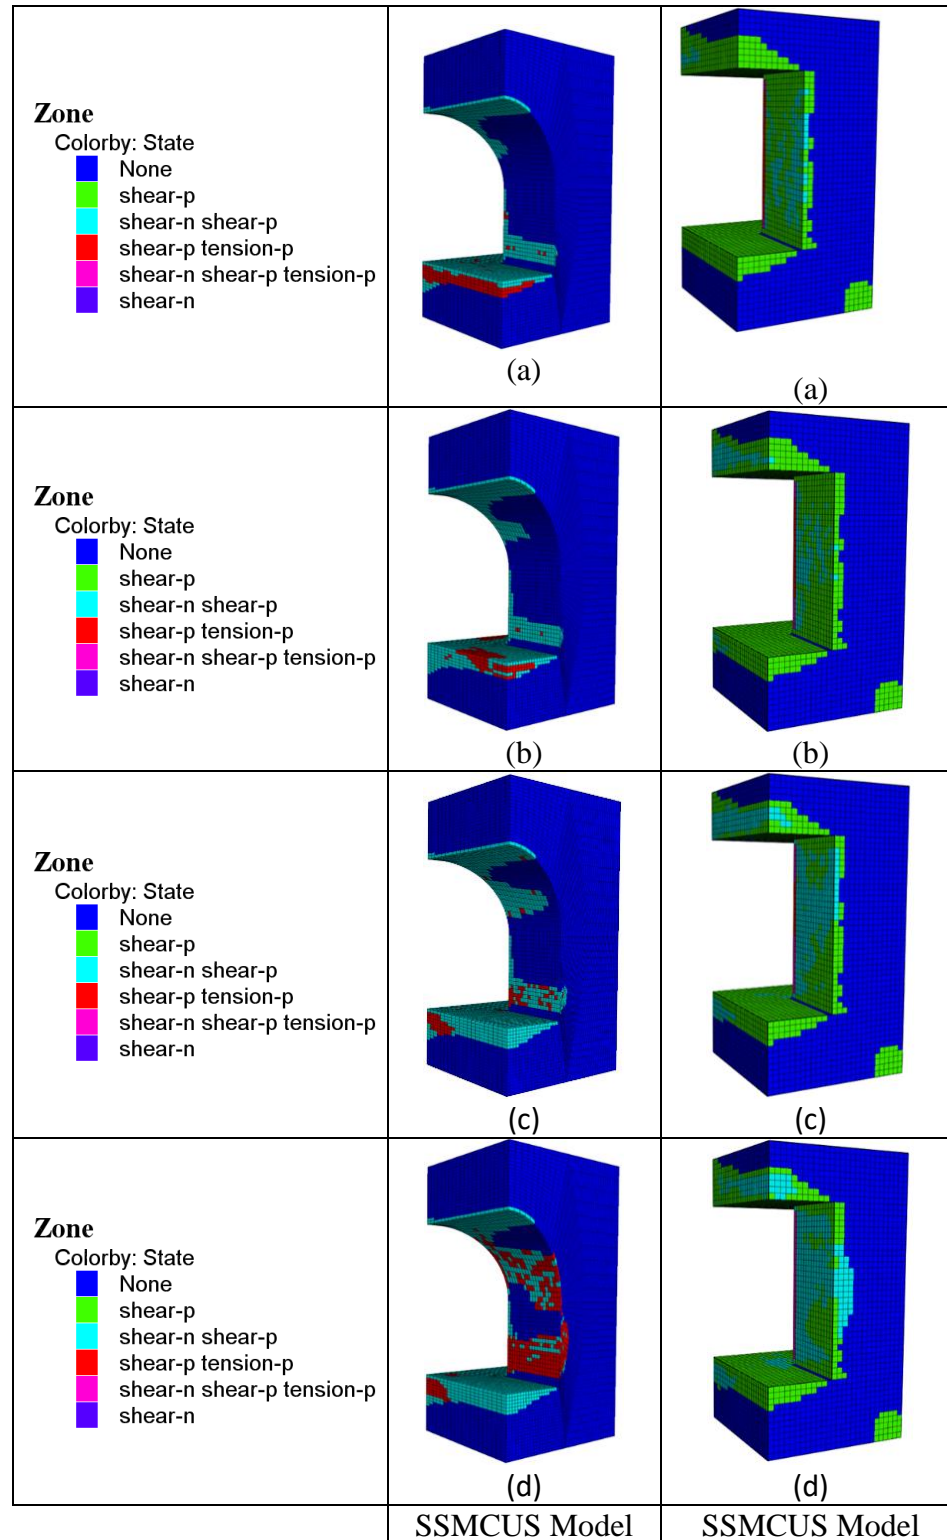 Zone
Colorby: State
None
shear-p
shear-n shear-p
shear-p tension-p
shear-n shear-p tension-p
shear-n
(a)
(a)
Zone
Colorby: State
None
shear-p
shear-n shear-p
shear-p tension-p
shear-n shear-p tension-p
shear-n
(b)
(b)
Zone
Colorby: State
None
shear-p
shear-n shear-p
shear-p tension-p
shear-n shear-p tension-p
shear-n
(c)
(c)
Zone
Colorby: State
None
shear-p
shear-n shear-p
shear-p tension-p
shear-n shear-p tension-p
shear-n
(d)
(d)
SSMCUS Model
SSMCUS Model